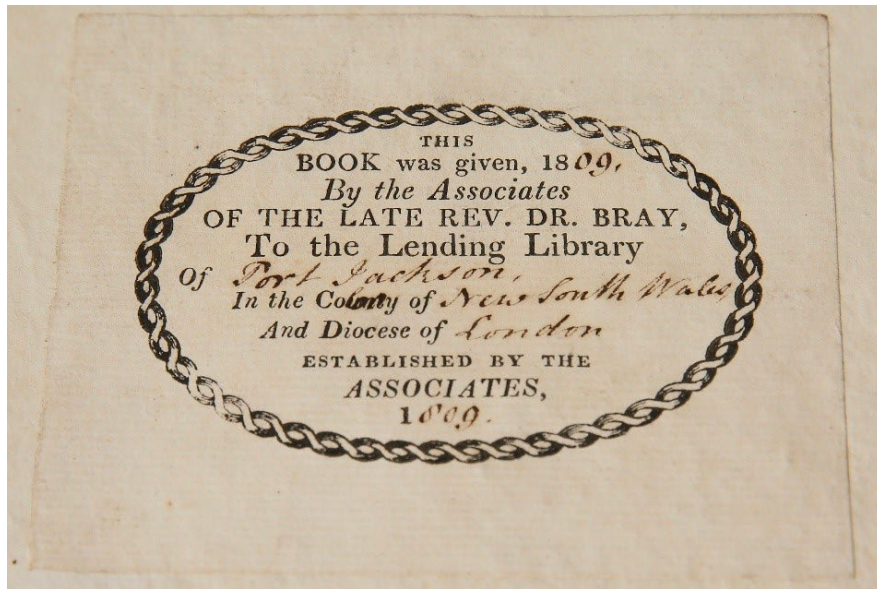 THIS
BOOK was given, 1809.
By the Associates
OF THE LATE REV. DR. BRAY,
To the Lending Library
Of Port Jackson,
In the Colony of New South Wales,
And Diocese of London
ESTABLISHED BY THE
ASSOCIATES,
1809.